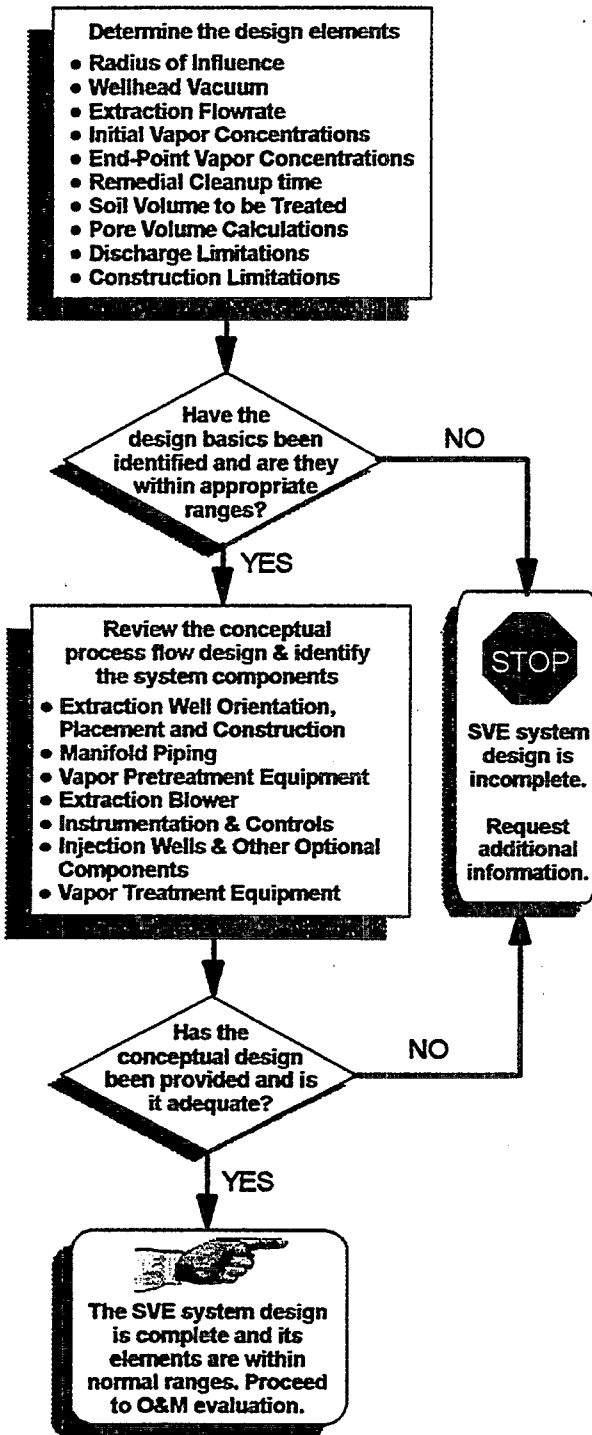 Determine the design elements
• Radius of Influence
• Wellhead Vacuum
• Extraction Flowrate
• Initial Vapor Concentrations
• End-Point Vapor Concentrations
• Remedial Cleanup time
• Soil Volume to be Treated
• Pore Volume Calculations
• Discharge Limitations
• Construction Limitations
Have the
design basics been
identified and are they
within appropriate
ranges?
NO
YES
Review the conceptual
process flow design & identify
the system components
• Extraction Well Orientation,
Placement and Construction
• Manifold Piping
• Vapor Pretreatment Equipment
• Extraction Blower
• Instrumentation & Controls
• Injection Wells & Other Optional
Components
• Vapor Treatment Equipment
STOP
SVE system
design is
incomplete.
Request
additional
information.
Has the
conceptual design
been provided and is
it adequate?
NO
YES
The SVE system design
is complete and its
elements are within
normal ranges. Proceed
to O&M evaluation.